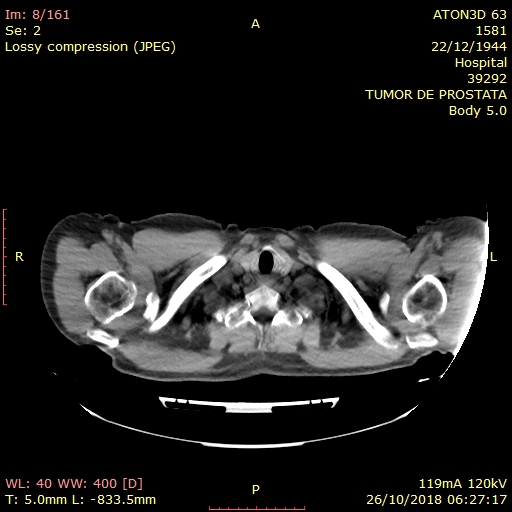 Im: 8/161
Se: 2
Lossy compression (JPEG)
A
ATON3D 63
1581
22/12/1944
Hospital
39292
TUMOR DE PROSTATA
Body 5.0
R
L
WL: 40 WW: 400 [D]
T: 5.0mm L: -833.5mm
P
119mA 120kV
26/10/2018 06:27:17